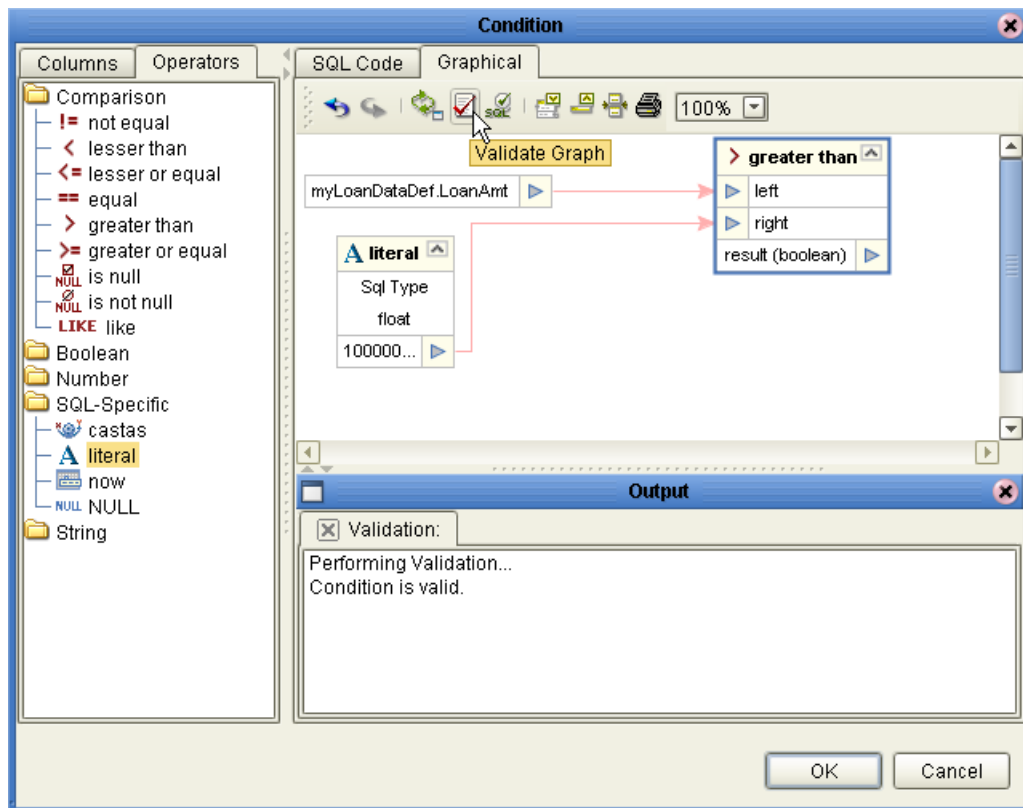 Condition
Columns Operators
SQL Code Graphical
Comparison
!= not equal
< lesser than
<= lesser or equal
== equal
> greater than
>= greater or equal
NULL is null
NULL is not null
LIKE like
Boolean
Number
SQL-Specific
castas
A literal
now
NULL NULL
String
SQL
100%
Validate Graph
myLoanDataDef.LoanAmt
> greater than
left
right
result (boolean)
A literal
Sql Type
float
100000...
Output
Validation:
Performing Validation...
Condition is valid.
OK Cancel